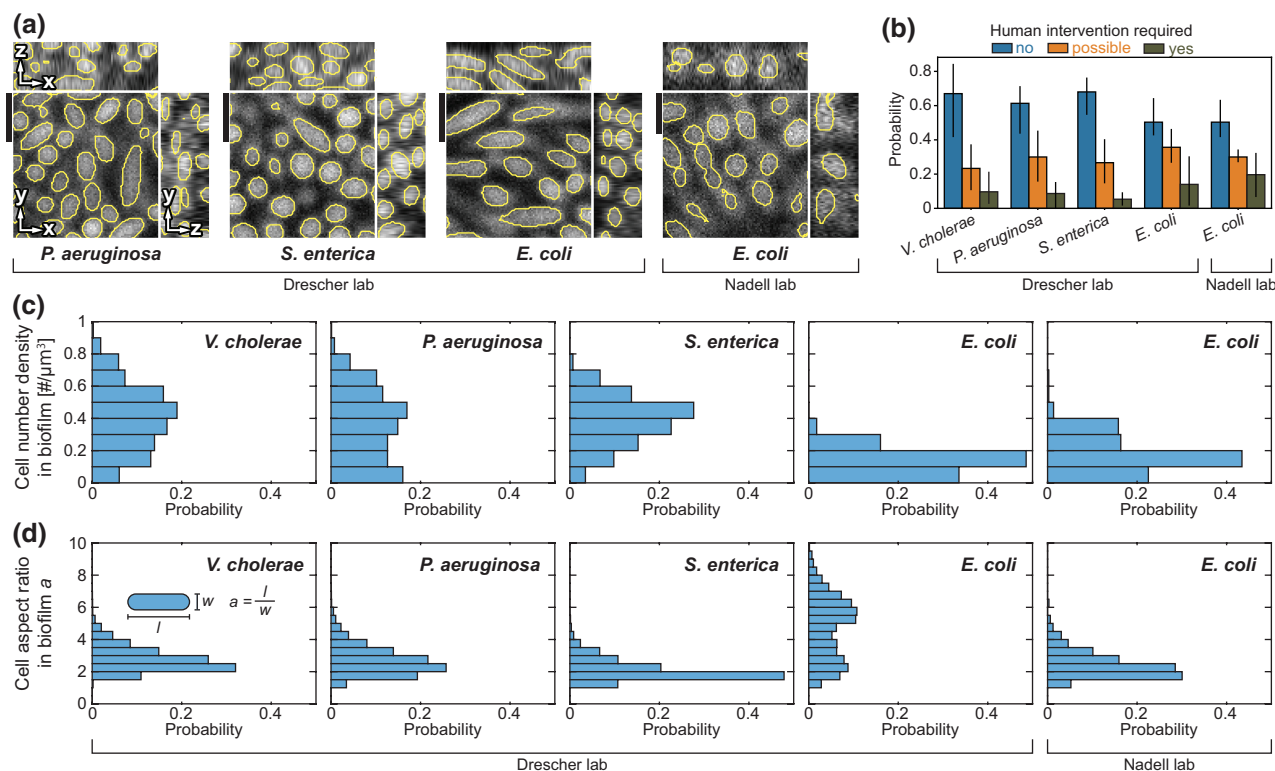 (a)
z
x
y
x
y
z
P. aeruginosa
S. enterica
E. coli
E. coli
Drescher lab
Nadell lab
(b)
Human intervention required
no possible yes
Probability
0.8
0.6
0.4
0.2
0
V. cholerae
P. aeruginosa
S. enterica
E. coli
E. coli
Drescher lab
Nadell lab
(c)
Cell number density
in biofilm [#/μm³]
1
0.8
0.6
0.4
0.2
0
V. cholerae
P. aeruginosa
S. enterica
E. coli
E. coli
0 0.2 0.4
0 0.2 0.4
0 0.2 0.4
0 0.2 0.4
0 0.2 0.4
Probability
Probability
Probability
Probability
Probability
(d)
Cell aspect ratio
in biofilm a
10
8
6
4
2
0
V. cholerae
w
l
a = l/w
P. aeruginosa
S. enterica
E. coli
E. coli
0 0.2 0.4
0 0.2 0.4
0 0.2 0.4
0 0.2 0.4
0 0.2 0.4
Probability
Probability
Probability
Probability
Probability
Drescher lab
Nadell lab